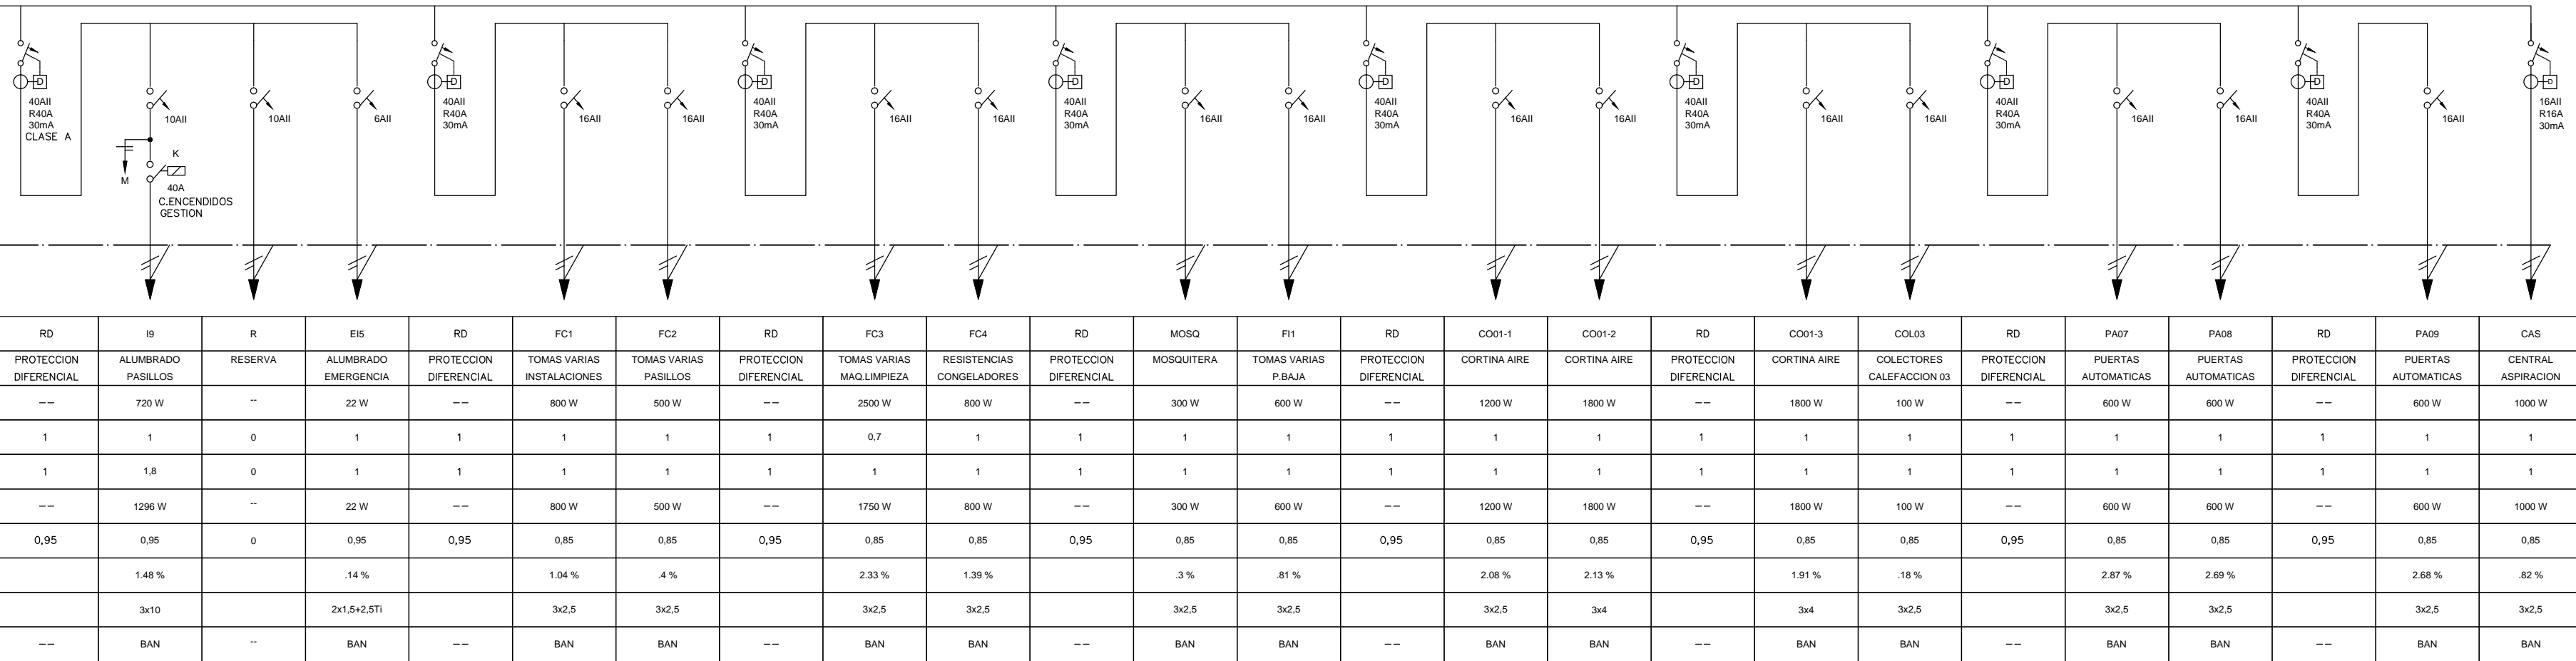 40AII 10AII 10AII 6AII 40AII 16AII 16AII 40AII 16AII 16AII 40AII 16AII 16AII 40AII 16AII 16AII 40AII 16AII 16AII 40AII 16AII 16AII 40AII 16AII 16AII
R40A R40A R40A R40A R40A R40A R40A R40A R16A
30mA 30mA 30mA 30mA 30mA 30mA 30mA 30mA 30mA
D D D D D D D D D
CLASE A
K
M
40A
C.ENCENDIDOS
GESTION
RD I9 R EI5 RD FC1 FC2 RD FC3 FC4 RD MOSQ FI1 RD CO01-1 CO01-2 RD CO01-3 COL03 RD PA07 PA08 RD PA09 CAS
PROTECCION ALUMBRADO RESERVA ALUMBRADO PROTECCION TOMAS VARIAS TOMAS VARIAS PROTECCION TOMAS VARIAS RESISTENCIAS PROTECCION MOSQUITERA TOMAS VARIAS PROTECCION CORTINA AIRE CORTINA AIRE PROTECCION CORTINA AIRE COLECTORES PROTECCION PUERTAS PUERTAS PROTECCION PUERTAS CENTRAL
DIFERENCIAL PASILLOS EMERGENCIA DIFERENCIAL INSTALACIONES PASILLOS DIFERENCIAL MAQ.LIMPIEZA CONGELADORES DIFERENCIAL P.BAJA DIFERENCIAL DIFERENCIAL CALEFACCION 03 DIFERENCIAL AUTOMATICAS AUTOMATICAS DIFERENCIAL AUTOMATICAS ASPIRACION
-- 720 W -- 22 W -- 800 W 500 W -- 2500 W 800 W -- 300 W 600 W -- 1200 W 1800 W -- 1800 W 100 W -- 600 W 600 W -- 600 W 1000 W
1 1 0 1 1 1 1 1 0,7 1 1 1 1 1 1 1 1 1 1 1 1 1 1 1 1
1 1,8 0 1 1 1 1 1 1 1 1 1 1 1 1 1 1 1 1 1 1 1 1 1 1
-- 1296 W -- 22 W -- 800 W 500 W -- 1750 W 800 W -- 300 W 600 W -- 1200 W 1800 W -- 1800 W 100 W -- 600 W 600 W -- 600 W 1000 W
0,95 0,95 0 0,95 0,95 0,85 0,85 0,95 0,85 0,85 0,95 0,85 0,85 0,95 0,85 0,85 0,95 0,85 0,85 0,95 0,85 0,85 0,95 0,85 0,85
1.48 % .14 % 1.04 % .4 % 2.33 % 1.39 % .3 % .81 % 2.08 % 2.13 % 1.91 % .18 % 2.87 % 2.69 % 2.68 % .82 %
3x10 2x1,5+2,5Ti 3x2,5 3x2,5 3x2,5 3x2,5 3x2,5 3x2,5 3x2,5 3x4 3x4 3x2,5 3x2,5 3x2,5 3x2,5 3x2,5
-- BAN -- BAN -- BAN BAN -- BAN BAN -- BAN BAN -- BAN BAN -- BAN BAN -- BAN BAN -- BAN BAN